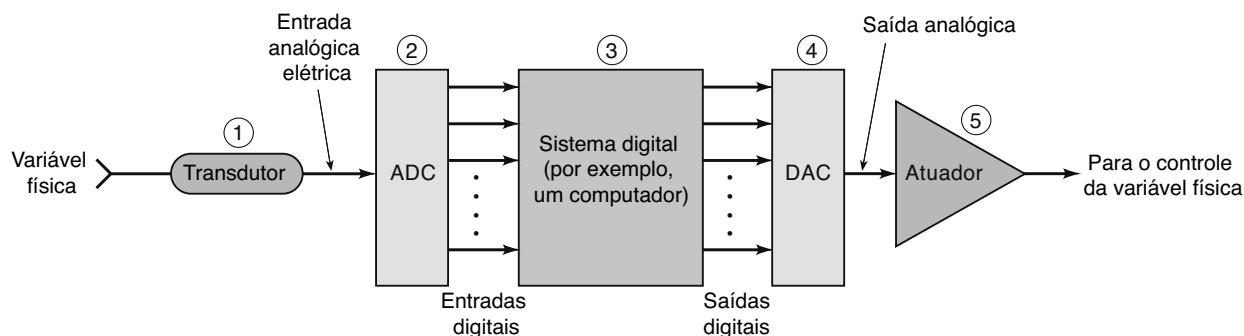 Entrada
analógica
elétrica
Saída analógica
1
2
3
4
5
Variável
física
Transdutor
ADC
Sistema digital
(por exemplo,
um computador)
DAC
Atuador
Para o controle
da variável física
Entradas
digitais
Saídas
digitais